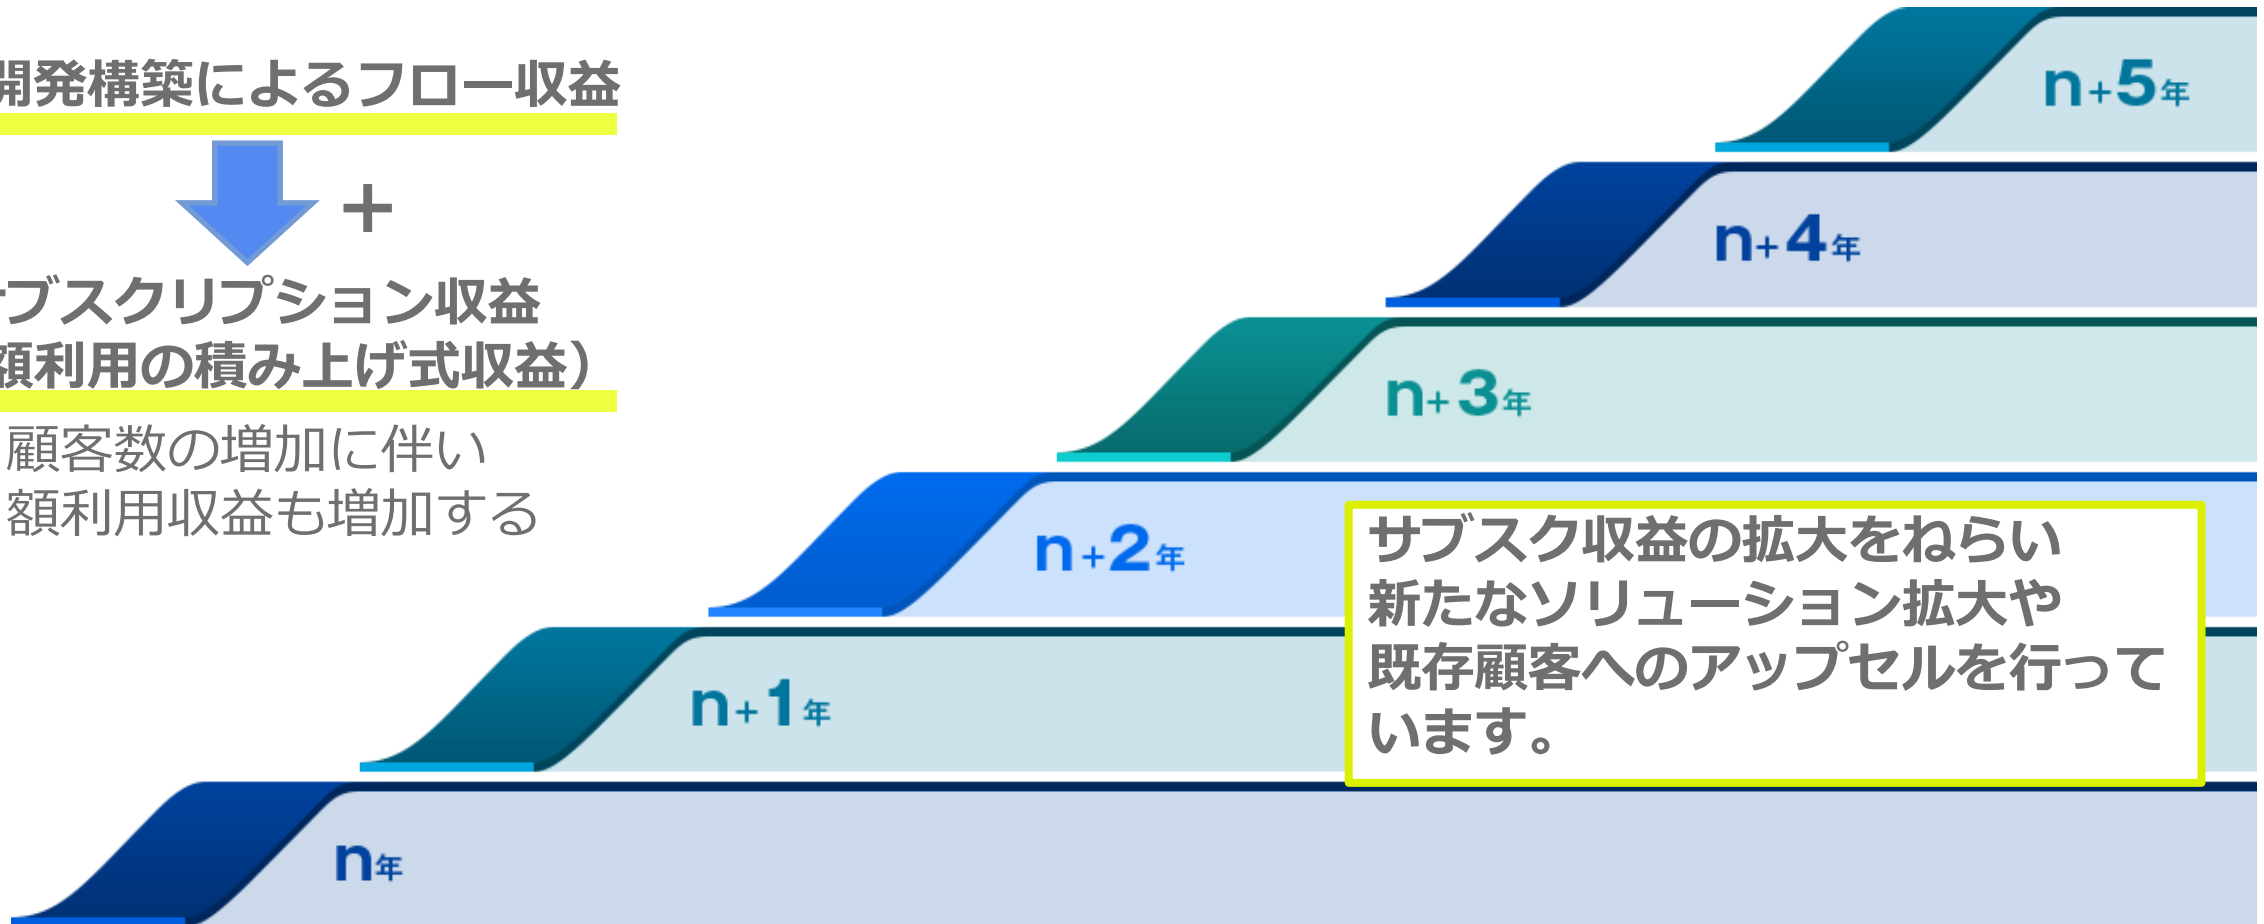 開発構築によるフロー収益
+
サブスクリプション収益
額利用の積み上げ式収益）
顧客数の増加に伴い
額利用収益も増加する
n+5年
n+4年
n+3年
n+2年
サブスク収益の拡大をねらい
新たなソリューション拡大や
既存顧客へのアップセルを行って
います。
n+1年
n年